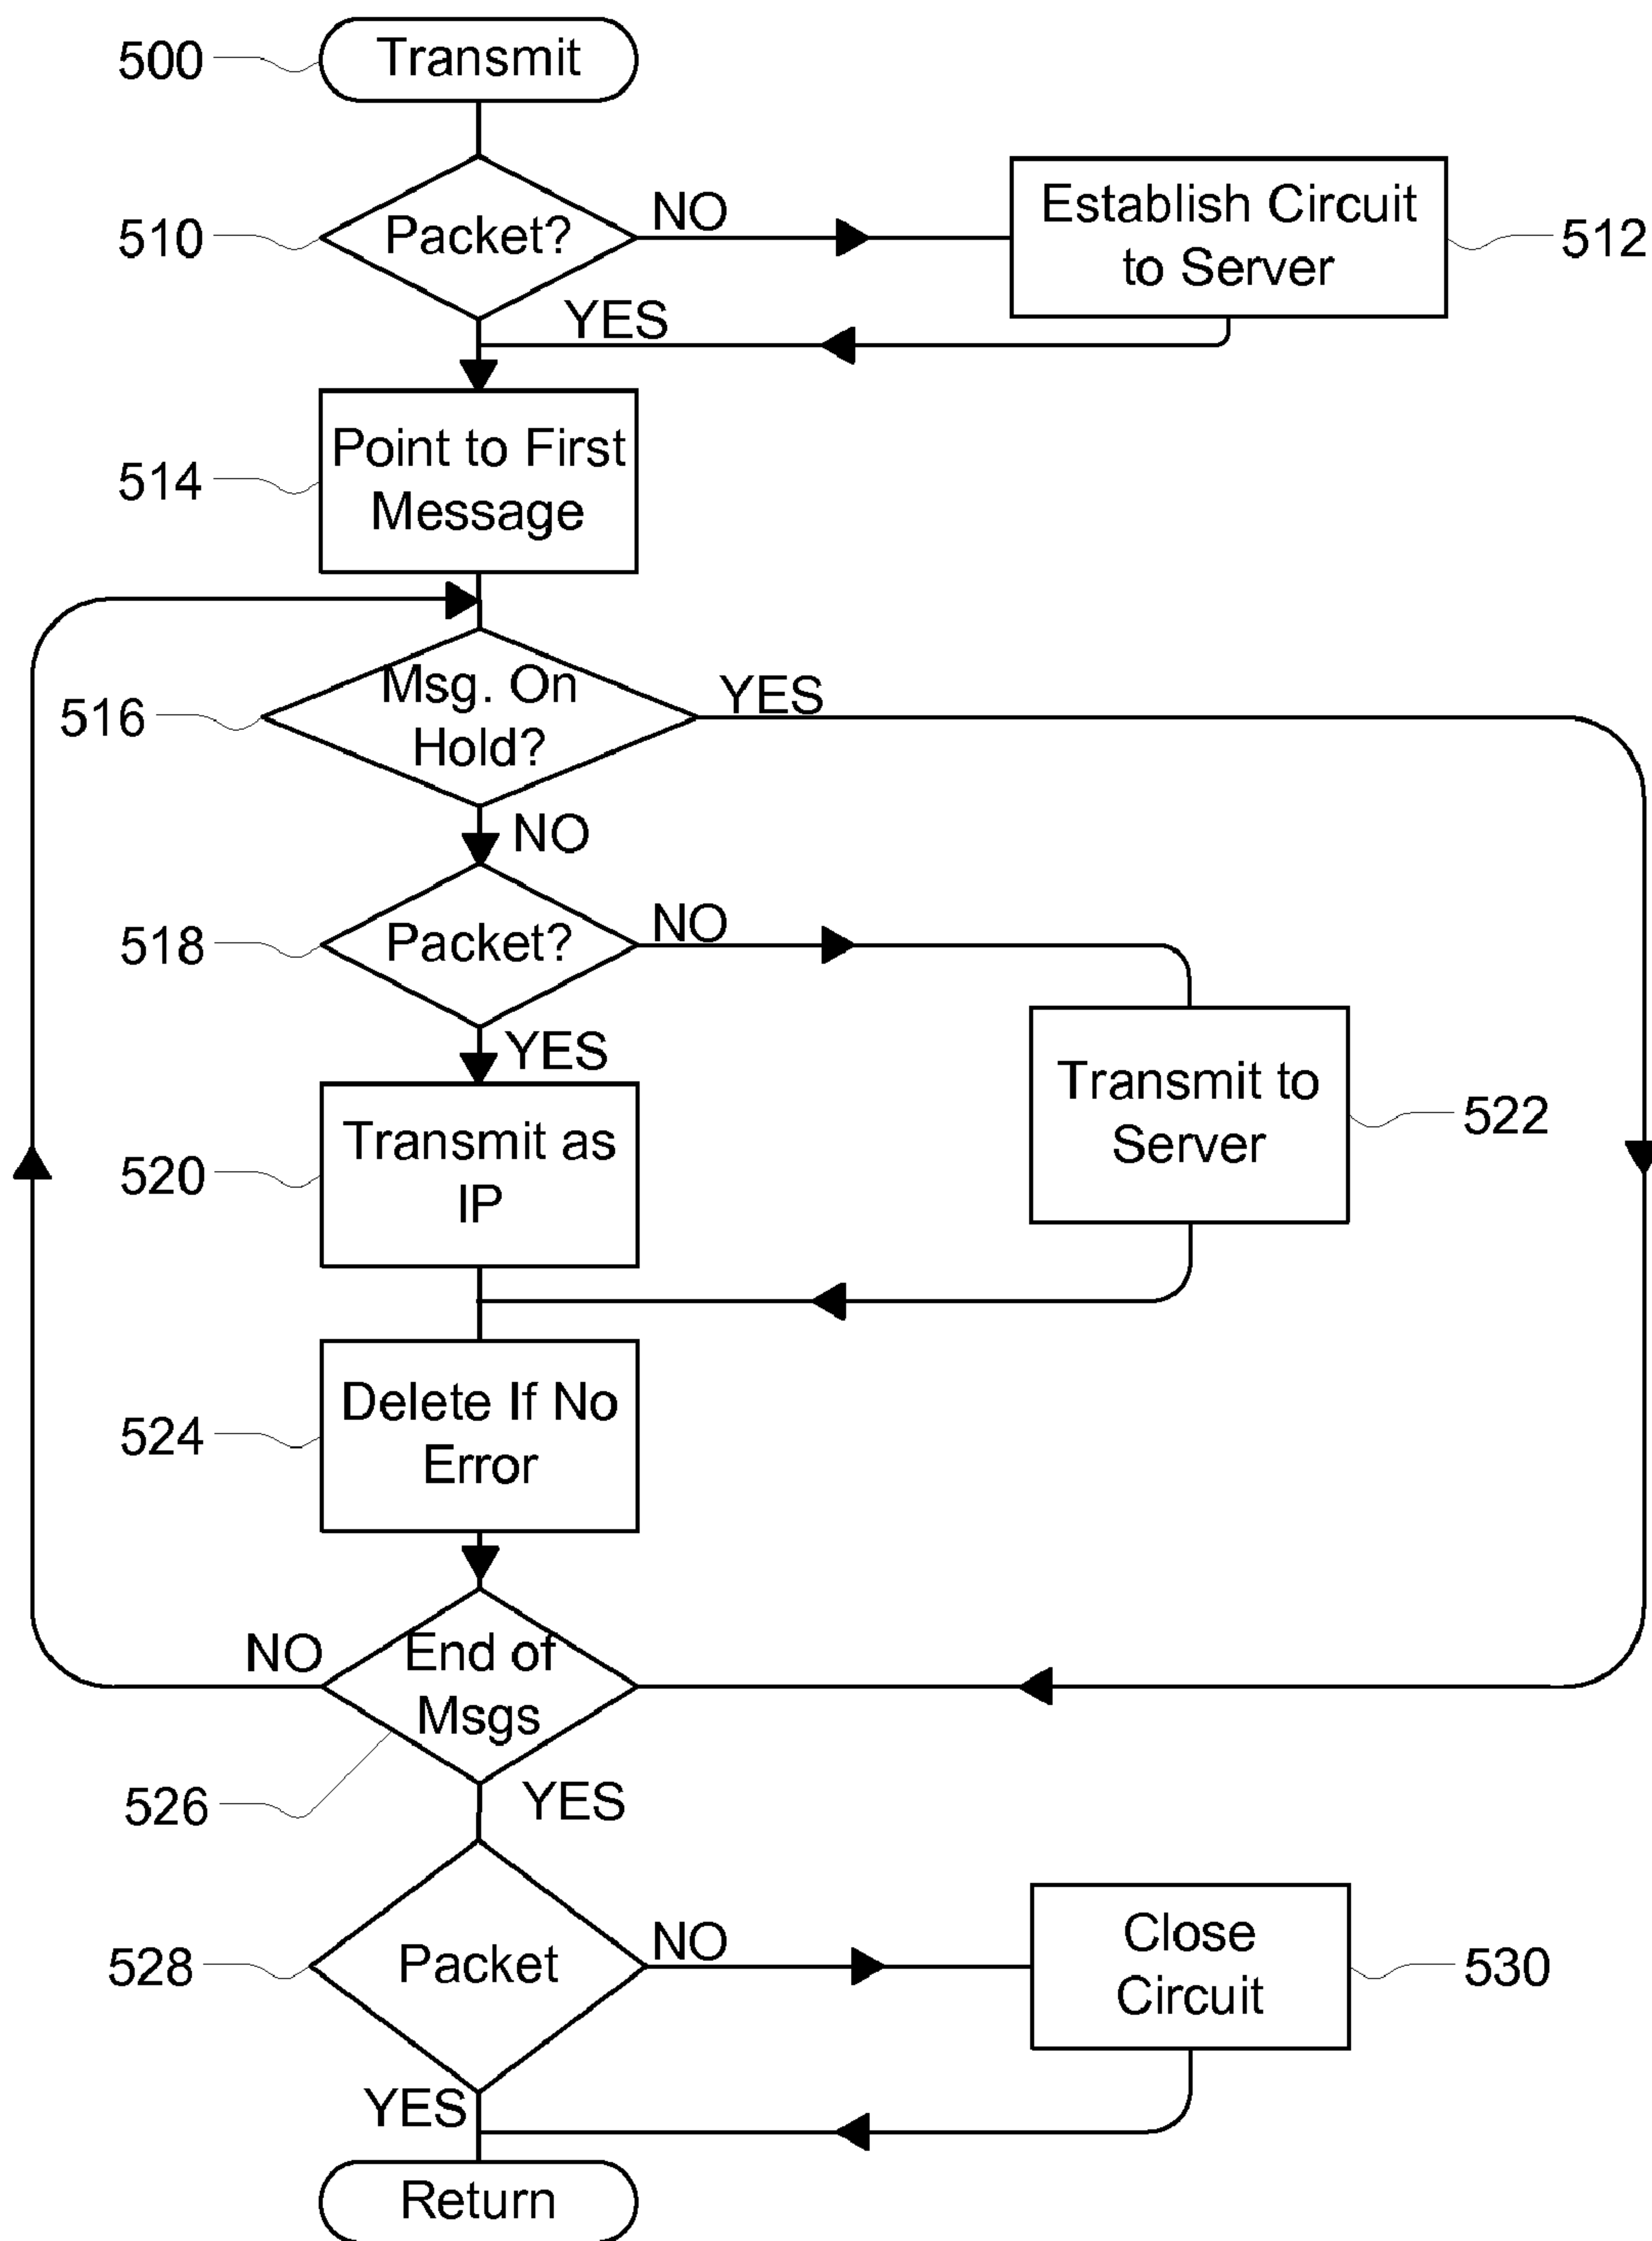 500
Transmit
510
Packet?
NO
Establish Circuit
to Server
512
YES
514
Point to First
Message
516
Msg. On
Hold?
YES
NO
518
Packet?
NO
YES
520
Transmit as
IP
Transmit to
Server
522
524
Delete If No
Error
NO
End of
Msgs
526
YES
528
Packet
NO
Close
Circuit
530
YES
Return